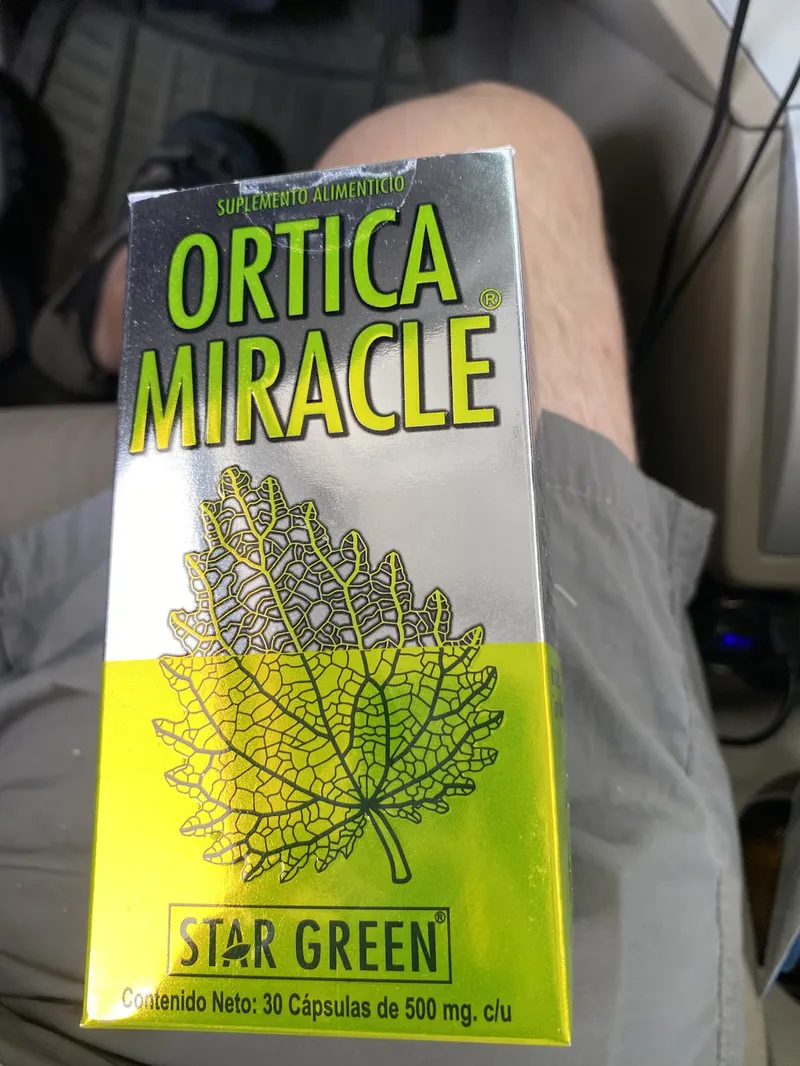 SUPLEMENTO ALIMENTICIO
ORTICA
MIRACLE®
STAR GREEN®
Contenido Neto: 30 Cápsulas de 500 mg. c/u